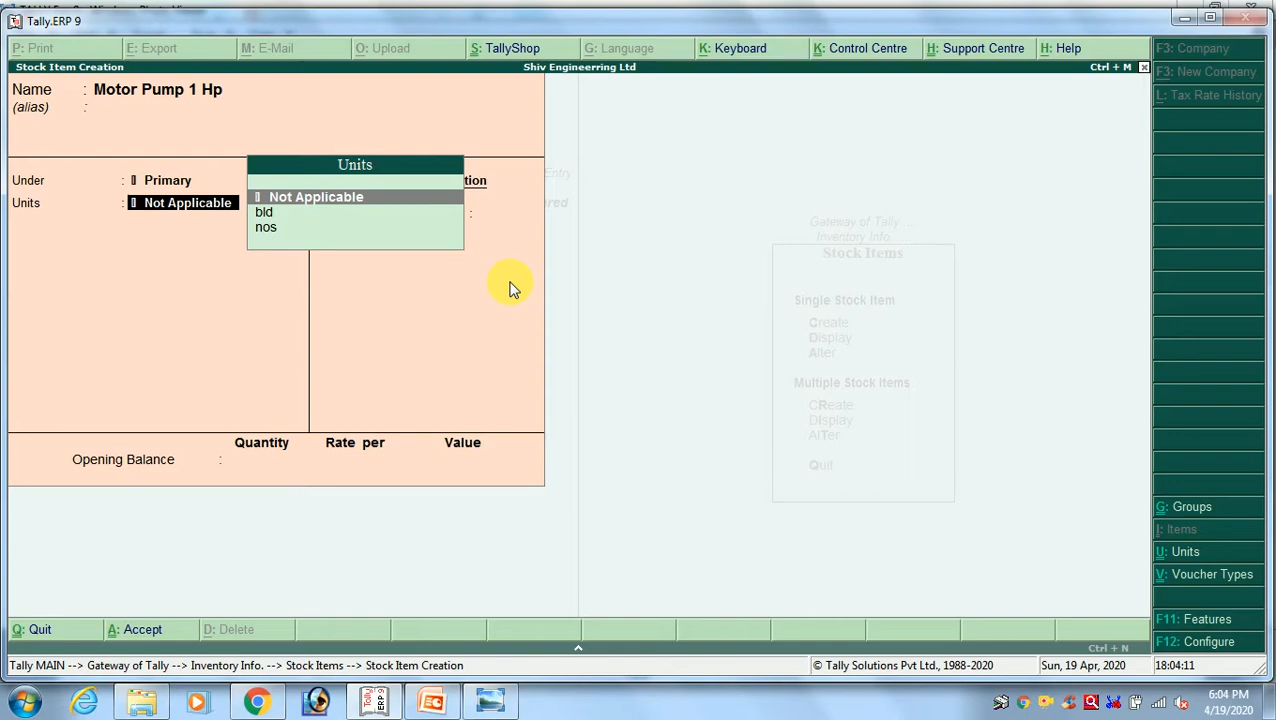 Tally.ERP 9
P: Print
E: Export
M: E-Mail
O: Upload
S: TallyShop
G: Language
K: Keyboard
K: Control Centre
H: Support Centre
H: Help
Stock Item Creation
Shiv Engineerring Ltd
Ctrl + M
Name : Motor Pump 1 Hp
(alias) :
Under : Primary
Units : Not Applicable
Units
Not Applicable
bld
nos
tion
:
Entry
red
Quantity Rate per Value
Opening Balance :
Gateway of Tally ...
Inventory Info. ...
Stock Items
Single Stock Item
Create
Display
Alter
Multiple Stock Items
CReate
DIsplay
AlTer
Quit
F3: Company
F3: New Company
L: Tax Rate History
G: Groups
I: Items
U: Units
V: Voucher Types
F11: Features
F12: Configure
Q: Quit
A: Accept
D: Delete
Ctrl + N
Tally MAIN --> Gateway of Tally --> Inventory Info. --> Stock Items --> Stock Item Creation
© Tally Solutions Pvt Ltd., 1988-2020
Sun, 19 Apr, 2020
18:04:11
6:04 PM
4/19/2020